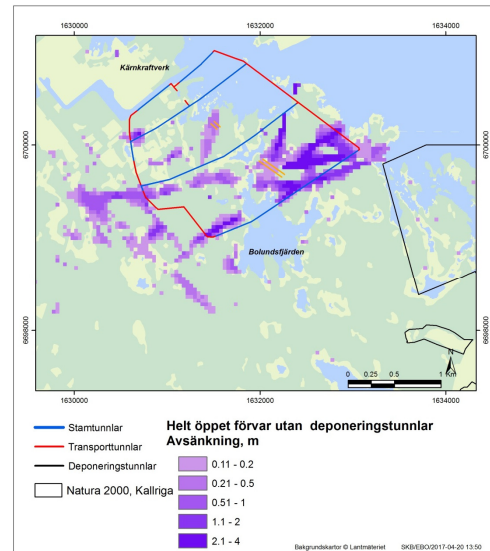 1630000 1632000 1634000
Kärnkraftverk
6700000 6700000
Bolundsfjärden
6698000 6698000
N
0 0.25 0.5 1
Km
1630000 1632000 1634000
Stamtunnlar
Transporttunnlar
Deponeringstunnlar
Natura 2000, Kallriga
Helt öppet förvar utan deponeringstunnlar
Avsänkning, m
0.11 - 0.2
0.21 - 0.5
0.51 - 1
1.1 - 2
2.1 - 4
Bakgrundskartor © Lantmäteriet SKB/EBO/2017-04-20 13:50